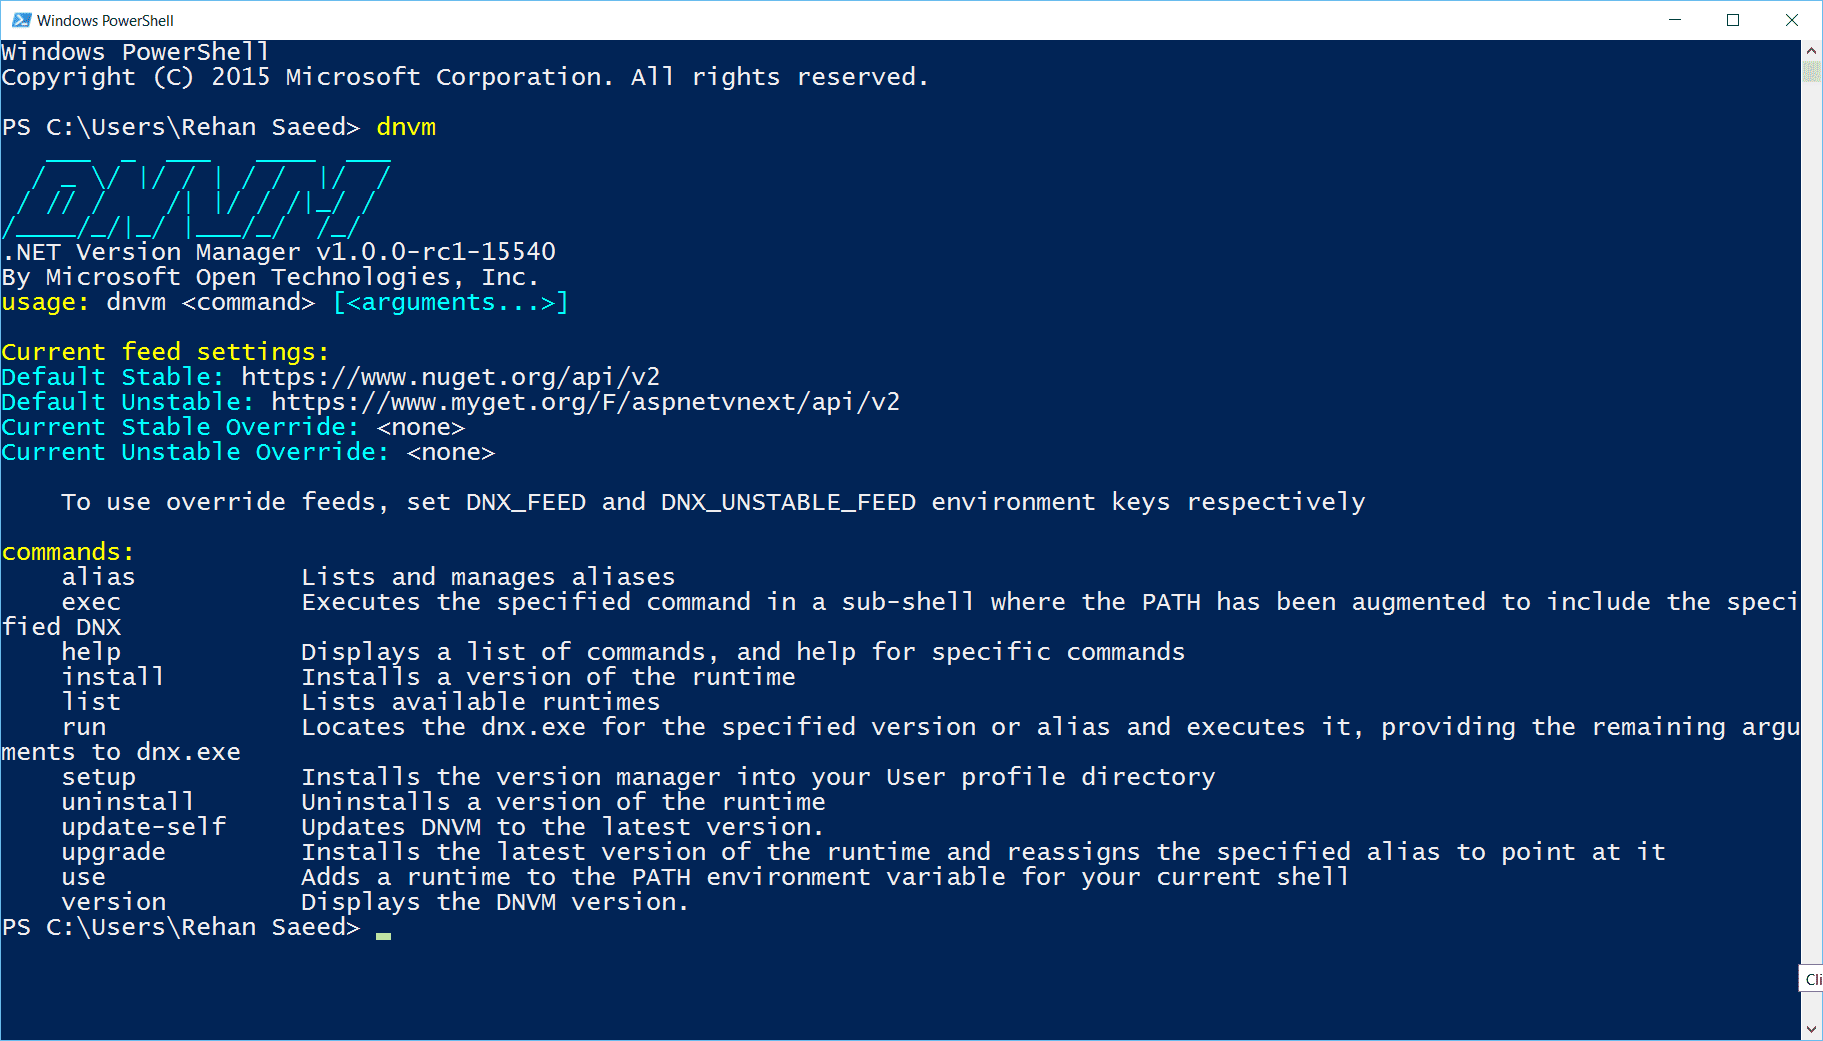 Windows PowerShell
Windows PowerShell
Copyright (C) 2015 Microsoft Corporation. All rights reserved.
PS C:\Users\Rehan Saeed> dnvm
   ___  _  ___   ____  ___
  / _ \/ |/ / | / /  |/  /
 / // /    /| |/ / /|_/ /
/____/_/|_/ |___/_/  /_/
.NET Version Manager v1.0.0-rc1-15540
By Microsoft Open Technologies, Inc.
usage: dnvm <command> [<arguments...>]
Current feed settings:
Default Stable: https://www.nuget.org/api/v2
Default Unstable: https://www.myget.org/F/aspnetvnext/api/v2
Current Stable Override: <none>
Current Unstable Override: <none>
    To use override feeds, set DNX_FEED and DNX_UNSTABLE_FEED environment keys respectively
commands:
    alias           Lists and manages aliases
    exec            Executes the specified command in a sub-shell where the PATH has been augmented to include the speci
fied DNX
    help            Displays a list of commands, and help for specific commands
    install         Installs a version of the runtime
    list            Lists available runtimes
    run             Locates the dnx.exe for the specified version or alias and executes it, providing the remaining argu
ments to dnx.exe
    setup           Installs the version manager into your User profile directory
    uninstall       Uninstalls a version of the runtime
    update-self     Updates DNVM to the latest version.
    upgrade         Installs the latest version of the runtime and reassigns the specified alias to point at it
    use             Adds a runtime to the PATH environment variable for your current shell
    version         Displays the DNVM version.
PS C:\Users\Rehan Saeed>
Cli